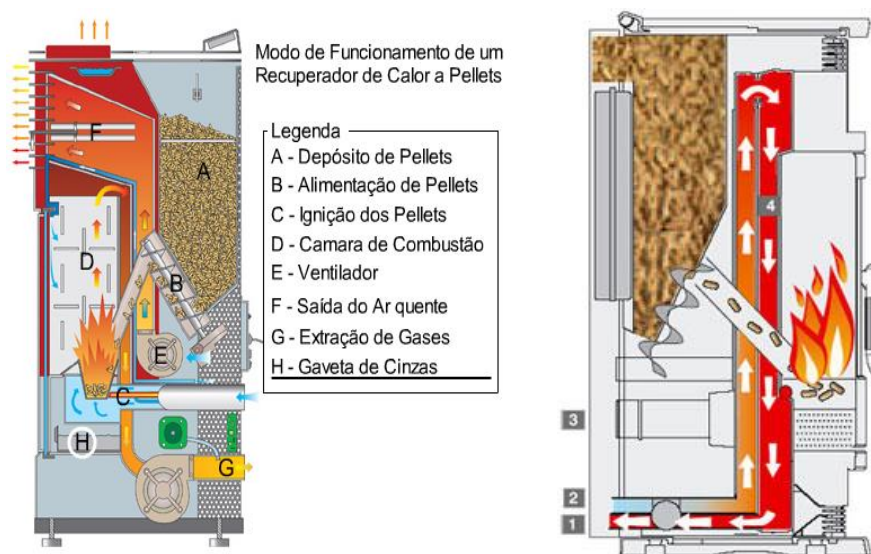 Modo de Funcionamento de um
Recuperador de Calor a Pellets
Legenda
A - Depósito de Pellets
B - Alimentação de Pellets
C - Ignição dos Pellets
D - Camara de Combustão
E - Ventilador
F - Saída do Ar quente
G - Extração de Gases
H - Gaveta de Cinzas
F
A
D
B
E
C
H
G
4
3
2
1